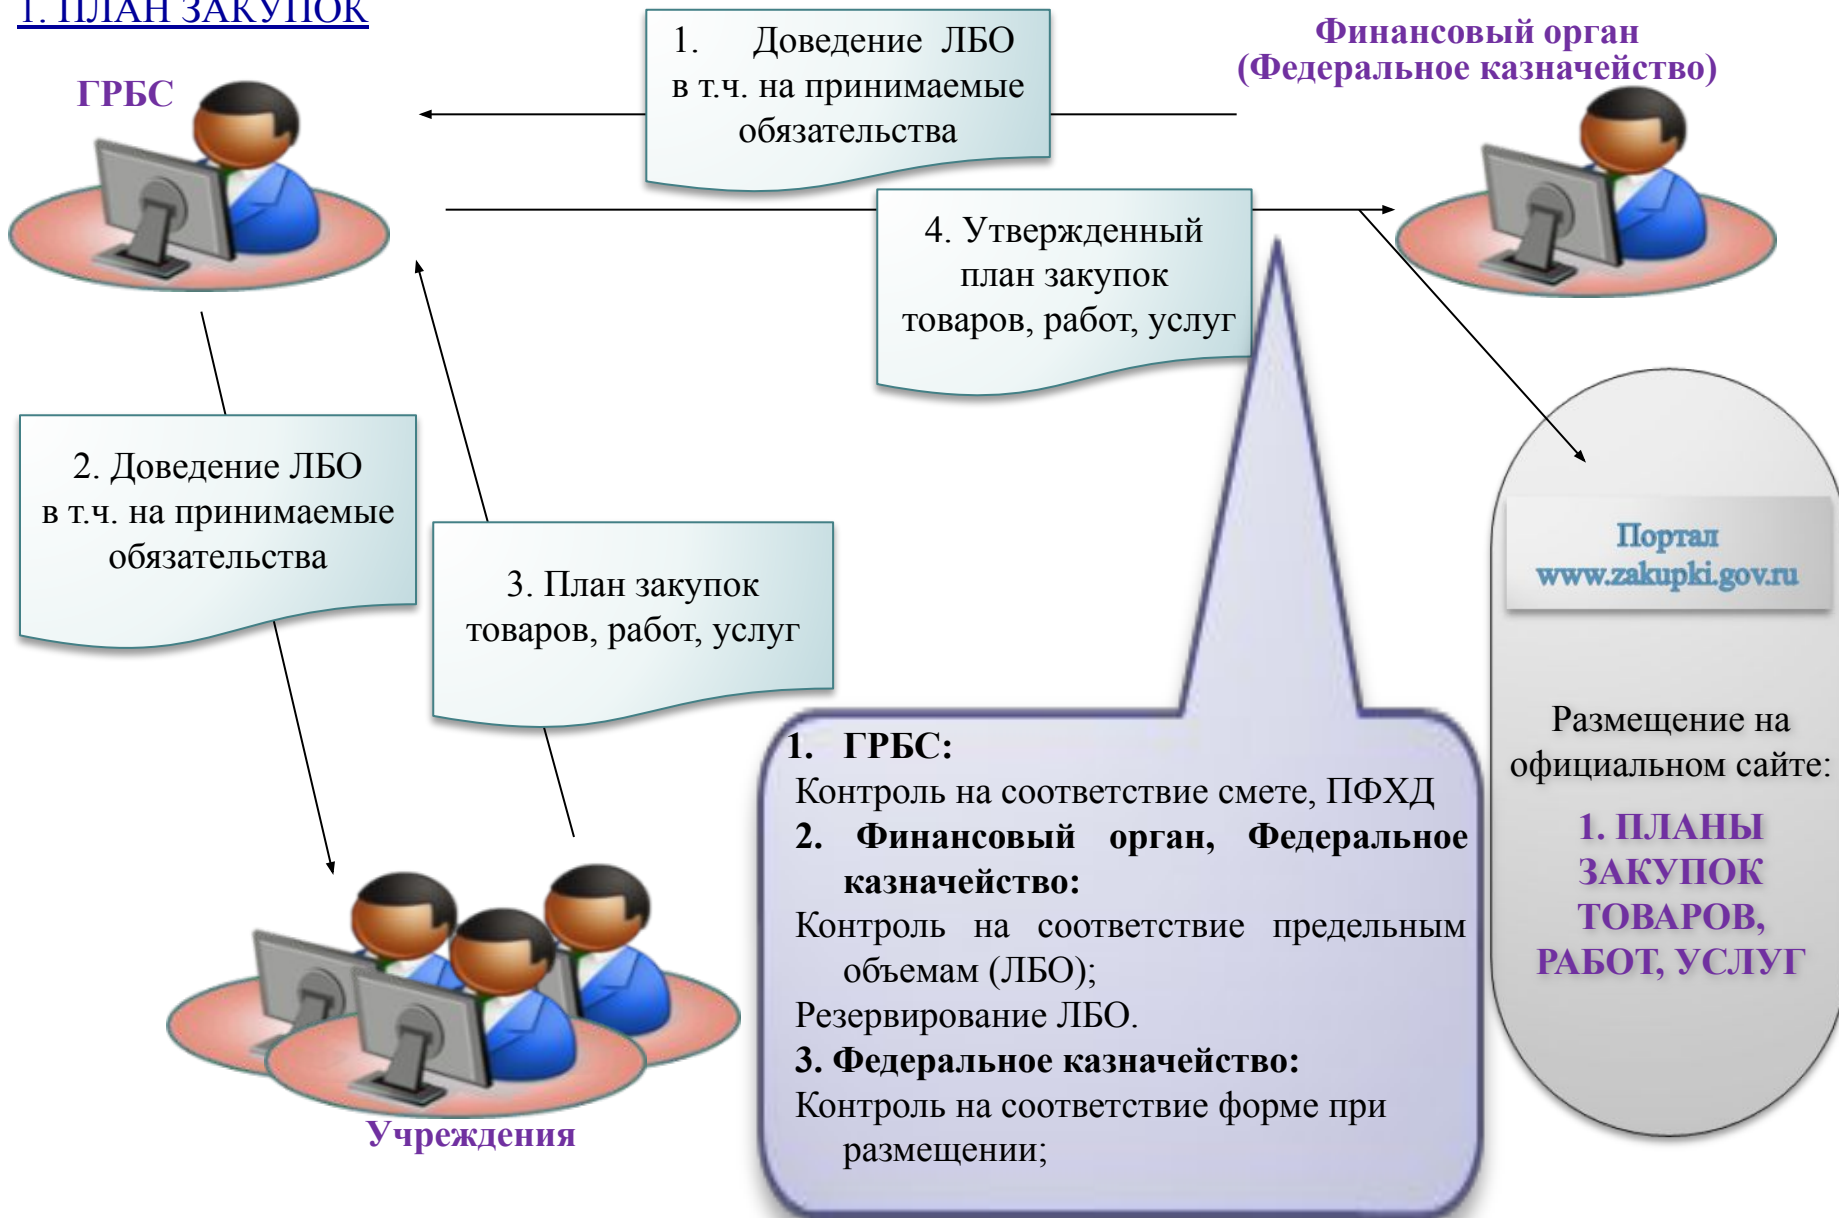 1. ПЛАН ЗАКУПОК
ГРБС
1. Доведение ЛБО
в т.ч. на принимаемые
обязательства
Финансовый орган
(Федеральное казначейство)
4. Утвержденный
план закупок
товаров, работ, услуг
2. Доведение ЛБО
в т.ч. на принимаемые
обязательства
3. План закупок
товаров, работ, услуг
Портал
www.zakupki.gov.ru
Размещение на
официальном сайте:
1. ПЛАНЫ
ЗАКУПОК
ТОВАРОВ,
РАБОТ, УСЛУГ
1. ГРБС:
Контроль на соответствие смете, ПФХД
2. Финансовый орган, Федеральное
казначейство:
Контроль на соответствие предельным
объемам (ЛБО);
Резервирование ЛБО.
3. Федеральное казначейство:
Контроль на соответствие форме при
размещении;
Учреждения